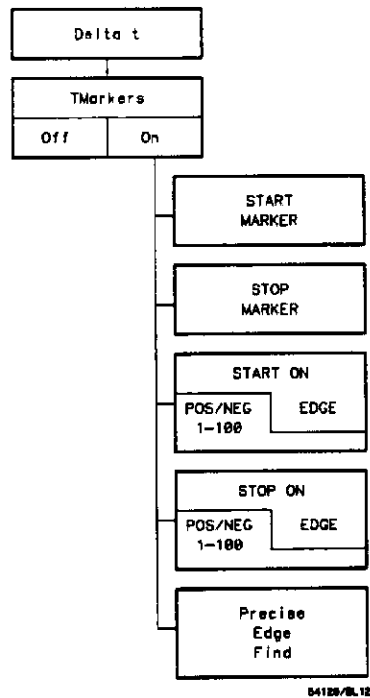 Delta t
TMarkers
Off On
START
MARKER
STOP
MARKER
START ON
POS/NEG EDGE
1-100
STOP ON
POS/NEG EDGE
1-100
Precise
Edge
Find
54120/BL12